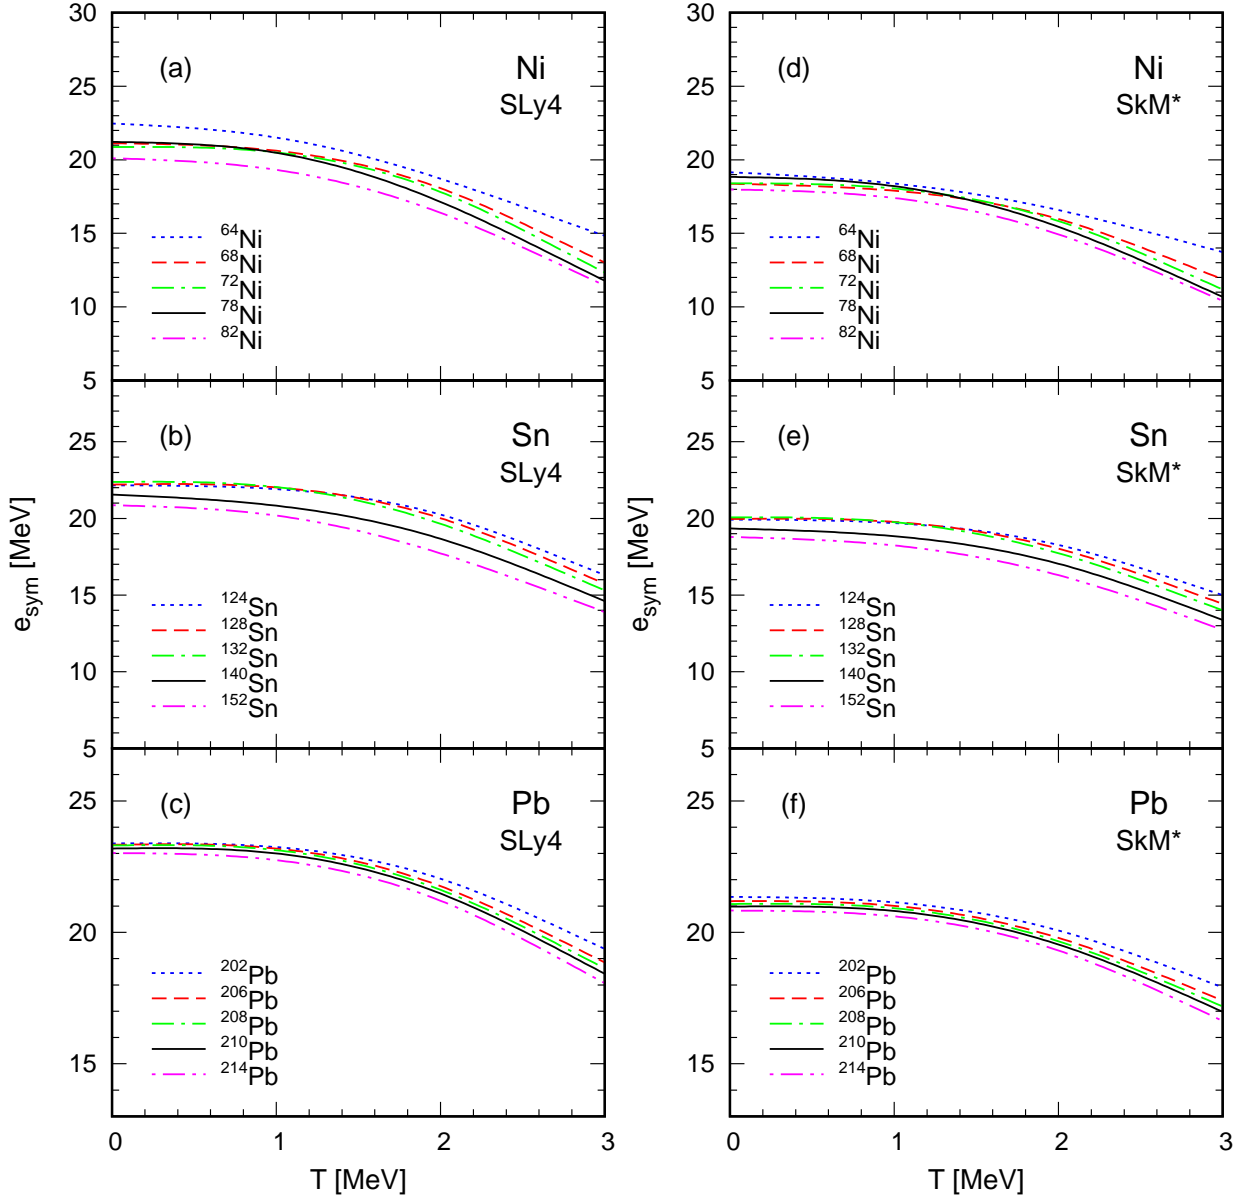 30
25
20
15
10
5
(a)
Ni
SLy4
⁶⁴Ni
⁶⁸Ni
⁷²Ni
⁷⁸Ni
⁸²Ni
25
20
15
10
5
e_sym [MeV]
(b)
Sn
SLy4
¹²⁴Sn
¹²⁸Sn
¹³²Sn
¹⁴⁰Sn
¹⁵²Sn
25
20
15
(c)
Pb
SLy4
²⁰²Pb
²⁰⁶Pb
²⁰⁸Pb
²¹⁰Pb
²¹⁴Pb
0 1 2 3
T [MeV]
30
25
20
15
10
5
(d)
Ni
SkM*
⁶⁴Ni
⁶⁸Ni
⁷²Ni
⁷⁸Ni
⁸²Ni
25
20
15
10
5
e_sym [MeV]
(e)
Sn
SkM*
¹²⁴Sn
¹²⁸Sn
¹³²Sn
¹⁴⁰Sn
¹⁵²Sn
25
20
15
(f)
Pb
SkM*
²⁰²Pb
²⁰⁶Pb
²⁰⁸Pb
²¹⁰Pb
²¹⁴Pb
0 1 2 3
T [MeV]